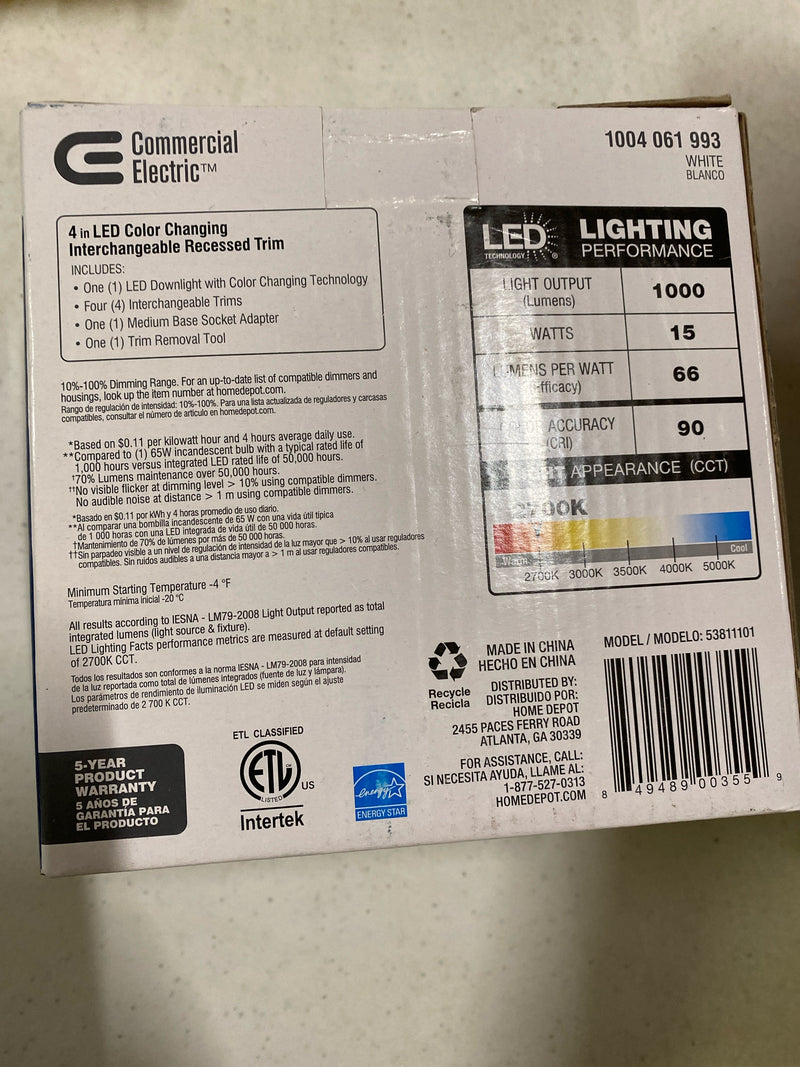 Commercial
Electric™
1004 061 993
WHITE
BLANCO
4 in LED Color Changing
Interchangeable Recessed Trim
INCLUDES:
• One (1) LED Downlight with Color Changing Technology
• Four (4) Interchangeable Trims
• One (1) Medium Base Socket Adapter
• One (1) Trim Removal Tool
10%-100% Dimming Range. For an up-to-date list of compatible dimmers and
housings, look up the item number at homedepot.com.
Rango de regulación de intensidad: 10%-100%. Para una lista actualizada de reguladores y carcasas
compatibles, consultar el número de artículo en homedepot.com.
*Based on $0.11 per kilowatt hour and 4 hours average daily use.
**Compared to (1) 65W incandescent bulb with a typical rated life of
1,000 hours versus integrated LED rated life of 50,000 hours.
†70% Lumens maintenance over 50,000 hours.
††No visible flicker at dimming level > 10% using compatible dimmers.
No audible noise at distance > 1 m using compatible dimmers.
*Basado en $0.11 por kWh y 4 horas promedio de uso diario.
**Al comparar una bombilla incandescente de 65 W con una vida útil típica
de 1 000 horas con una LED integrada de vida útil de 50 000 horas.
†Mantenimiento de 70% de lúmenes por más de 50 000 horas.
††Sin parpadeo visible a un nivel de regulación de intensidad de la luz mayor que > 10% al usar reguladores
compatibles. Sin ruidos audibles a una distancia mayor a > 1 m al usar reguladores compatibles.
Minimum Starting Temperature -4 °F
Temperatura mínima inicial -20 °C
All results according to IESNA - LM79-2008 Light Output reported as total
integrated lumens (light source & fixture).
LED Lighting Facts performance metrics are measured at default setting
of 2700K CCT.
Todos los resultados son conformes a la norma IESNA - LM79-2008 para intensidad
de la luz reportada como total de lúmenes integrados (fuente de luz y lámpara).
Los parámetros de rendimiento de iluminación LED se miden según el ajuste
predeterminado de 2 700 K CCT.
LED
TECHNOLOGY
®
LIGHTING
PERFORMANCE
LIGHT OUTPUT
(Lumens)
1000
WATTS
15
LUMENS PER WATT
(Efficacy)
66
ACCURACY
(CRI)
90
APPEARANCE (CCT)
2700K
Warm
Cool
2700K 3000K 3500K 4000K 5000K
5-YEAR
PRODUCT
WARRANTY
5 AÑOS DE
GARANTÍA PARA
EL PRODUCTO
ETL CLASSIFIED
ETL
CM
LISTED
US
Intertek
energy
ENERGY STAR
Recycle
Recicla
MADE IN CHINA
HECHO EN CHINA
DISTRIBUTED BY:
DISTRIBUIDO POR:
HOME DEPOT
2455 PACES FERRY ROAD
ATLANTA, GA 30339
FOR ASSISTANCE, CALL:
SI NECESITA AYUDA, LLAME AL:
1-877-527-0313
HOMEDEPOT.COM
MODEL / MODELO: 53811101
8 49489 00355 9